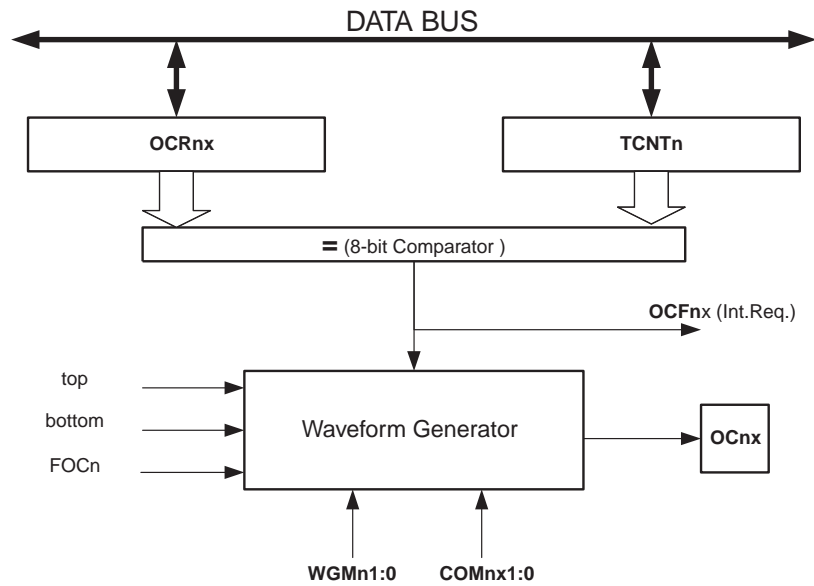 DATA BUS
OCRnx
TCNTn
= (8-bit Comparator )
OCFnx (Int.Req.)
top
bottom
FOCn
Waveform Generator
OCnx
WGMn1:0
COMnx1:0